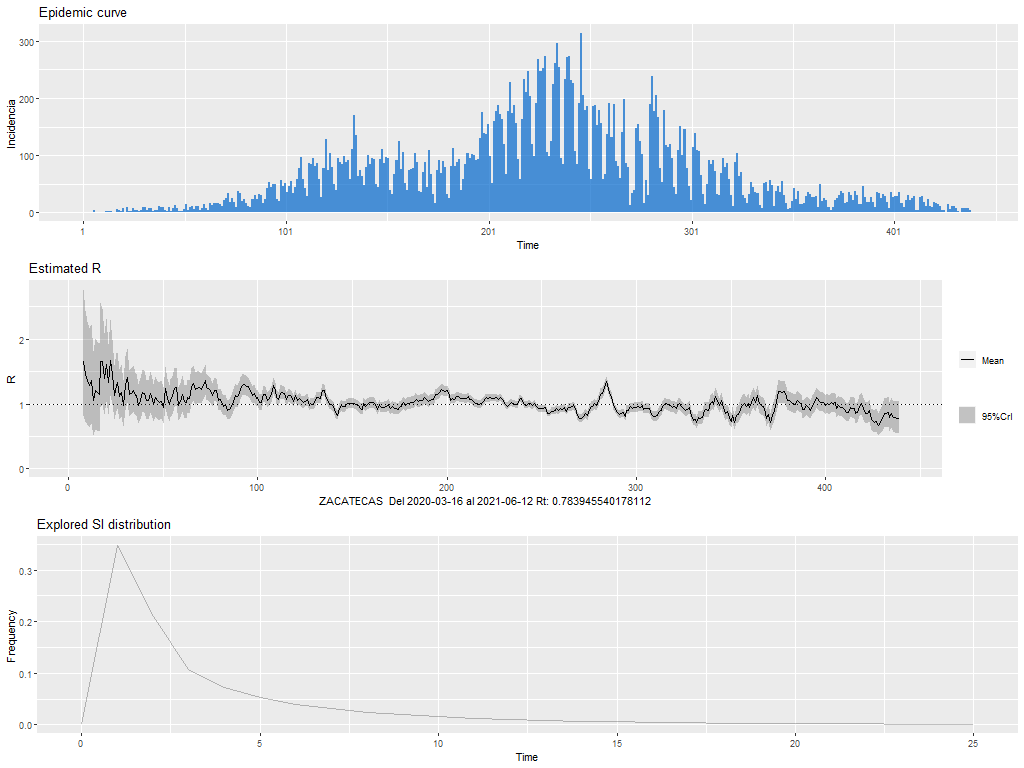 Epidemic curve
300
200
100
0
Incidencia
1 101 201 301 401
Time
Estimated R
2
1
0
R
Mean
95%CrI
0 100 200 300 400
ZACATECAS Del 2020-03-16 al 2021-06-12 Rt: 0.783945540178112
Explored SI distribution
0.3
0.2
0.1
0.0
Frequency
0 5 10 15 20 25
Time